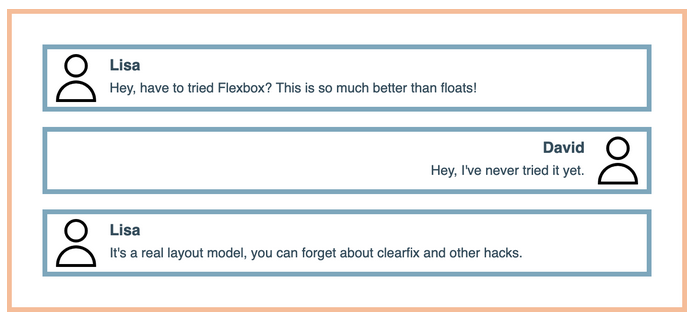 Lisa
Hey, have to tried Flexbox? This is so much better than floats!
David
Hey, I've never tried it yet.
Lisa
It's a real layout model, you can forget about clearfix and other hacks.